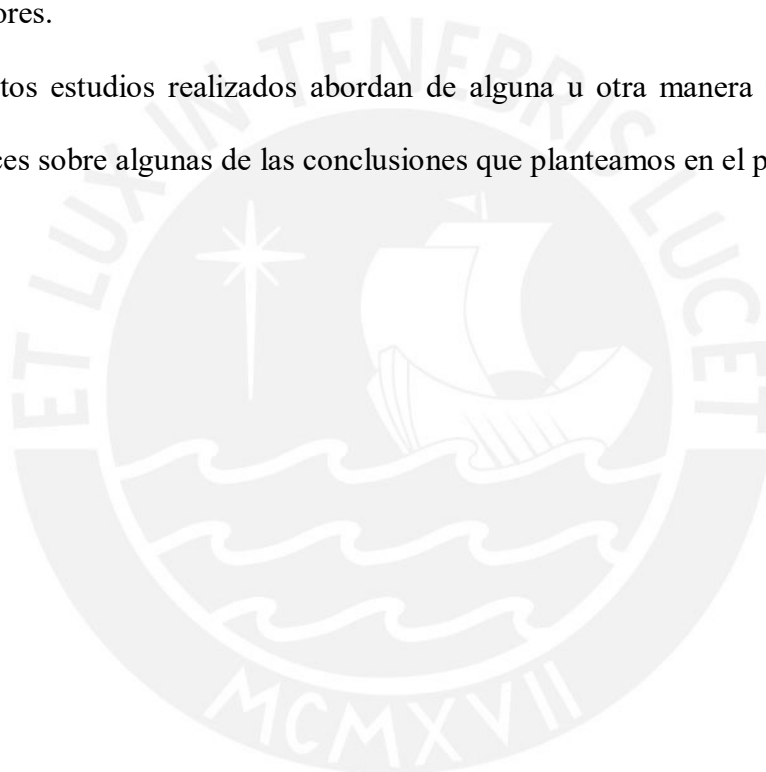 ores.
tos estudios realizados abordan de alguna u otra manera
ces sobre algunas de las conclusiones que planteamos en el p
ET LUX IN TENEBRIS LUCET
MCMXVII